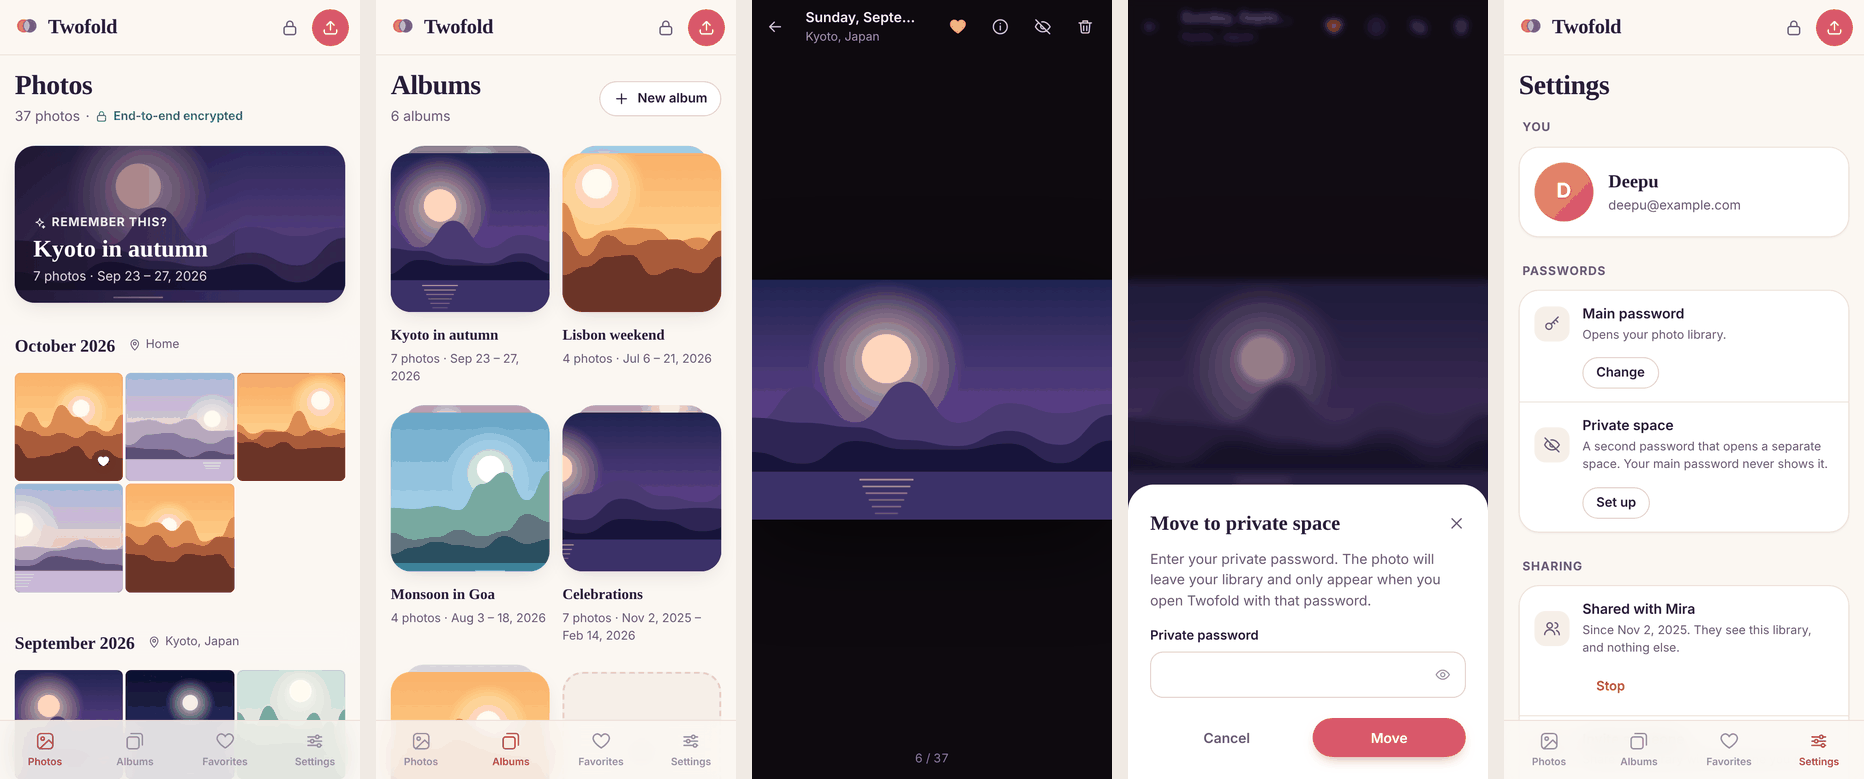 Twofold
Photos
37 photos · End-to-end encrypted
REMEMBER THIS?
Kyoto in autumn
7 photos · Sep 23 – 27, 2026
October 2026 Home
September 2026 Kyoto, Japan
Photos Albums Favorites Settings
Twofold
Albums
6 albums
New album
Kyoto in autumn
7 photos · Sep 23 – 27,
2026
Lisbon weekend
4 photos · Jul 6 – 21, 2026
Monsoon in Goa
4 photos · Aug 3 – 18, 2026
Celebrations
7 photos · Nov 2, 2025 –
Feb 14, 2026
Photos Albums Favorites Settings
Sunday, Septe...
Kyoto, Japan
6 / 37
Move to private space
Enter your private password. The photo will
leave your library and only appear when you
open Twofold with that password.
Private password
Cancel Move
Twofold
Settings
YOU
D
Deepu
deepu@example.com
PASSWORDS
Main password
Opens your photo library.
Change
Private space
A second password that opens a separate
space. Your main password never shows it.
Set up
SHARING
Shared with Mira
Since Nov 2, 2025. They see this library,
and nothing else.
Stop
Photos Albums Favorites Settings